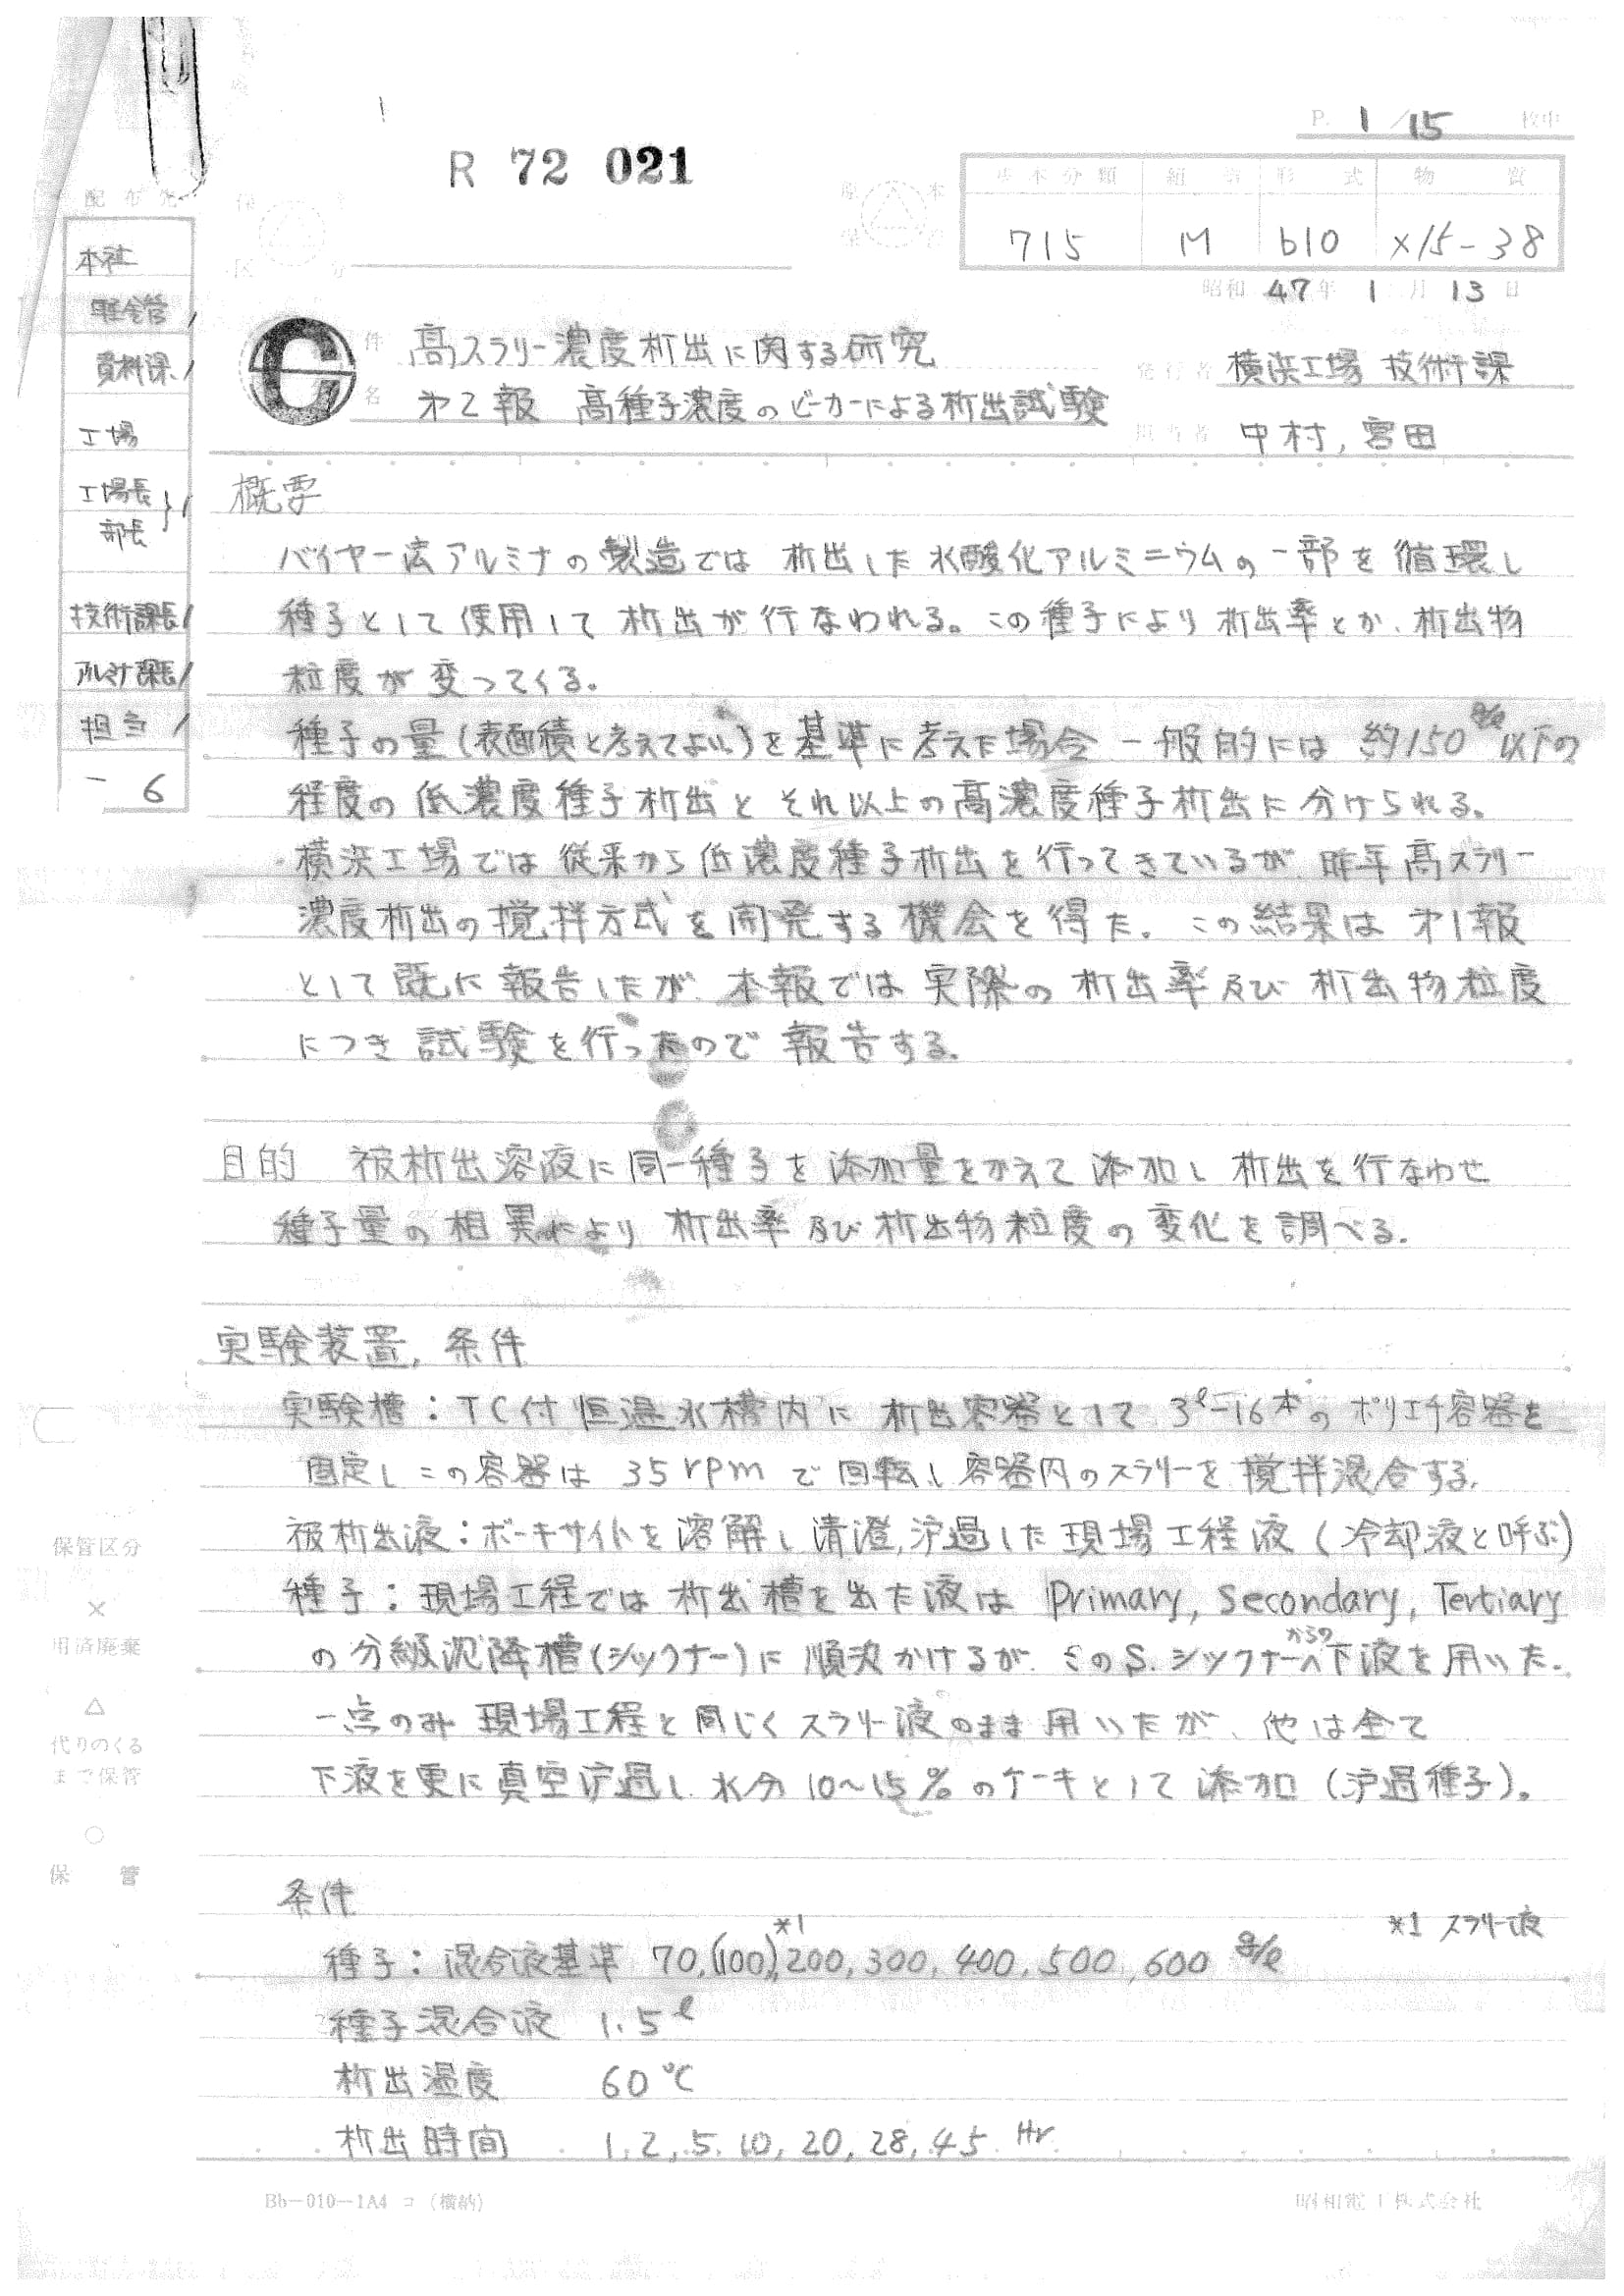 P. 1 / 15 枚中
R 72 021
基本分類 組 形式 物質
715 M b10 X15-38
昭和 47 年 1 月 13 日
配布先
本社
軽金管 1
資料課 1
工場
工場長
部長 } 1
技術課長 1
アルミナ課長 1
担当 1
- 6
件名 高スラリー濃度析出に関する研究
才2報 高種子濃度のビーカーによる析出試験
発行者 横浜工場 技術課
担当者 中村, 宮田
概要
バイヤー法アルミナの製造では 析出した水酸化アルミニウムの一部を循環し
種子として使用して析出が行なわれる。この種子により析出率とか、析出物
粒度が変ってくる。
種子の量(表面積と考えてよい)を基準に考えた場合 一般的には 約150g/l以下の
程度の低濃度種子析出と それ以上の高濃度種子析出に分けられる。
横浜工場では従来から低濃度種子析出を行ってきているが、昨年高スラリー
濃度析出の撹拌方式を開発する機会を得た。この結果は才1報
として既に報告したが、本報では実際の析出率及び析出物粒度
につき試験を行ったので報告する。
目的 被析出溶液に同一種子を添加量をかえて添加し析出を行なわせ
種子量の相異により析出率及び析出物粒度の変化を調べる.
実験装置, 条件
実験槽：TC付恒温水槽内に析出容器として 3l-16本のポリエチ容器を
固定しこの容器は 35 rpm で回転し容器内のスラリーを撹拌混合する.
被析出液：ボーキサイトを溶解し清澄,沪過した現場工程液(冷却液と呼ぶ)
種子：現場工程では析出槽を出た液は Primary, Secondary, Tertiary
の分級沈降槽(シックナー)に順次かけるが そのS.シックナーからの下液を用いた.
一点のみ現場工程と同じくスラリー液のまま用いたが、他は全て
下液を更に真空沪過し 水分10〜15%のケーキとして添加(沪過種子)。
条件
*1 スラリー液
種子：混合液基準 70,(100)*1,200,300,400,500,600 g/l
種子混合液 1.5l
析出温度 60℃
析出時間 1,2,5,10,20,28,45 Hr
保管区分
×
用済廃棄
△
代りのくる
まで保管
○
保管
Bb-010-1A4 コ (横納)
昭和電工株式会社